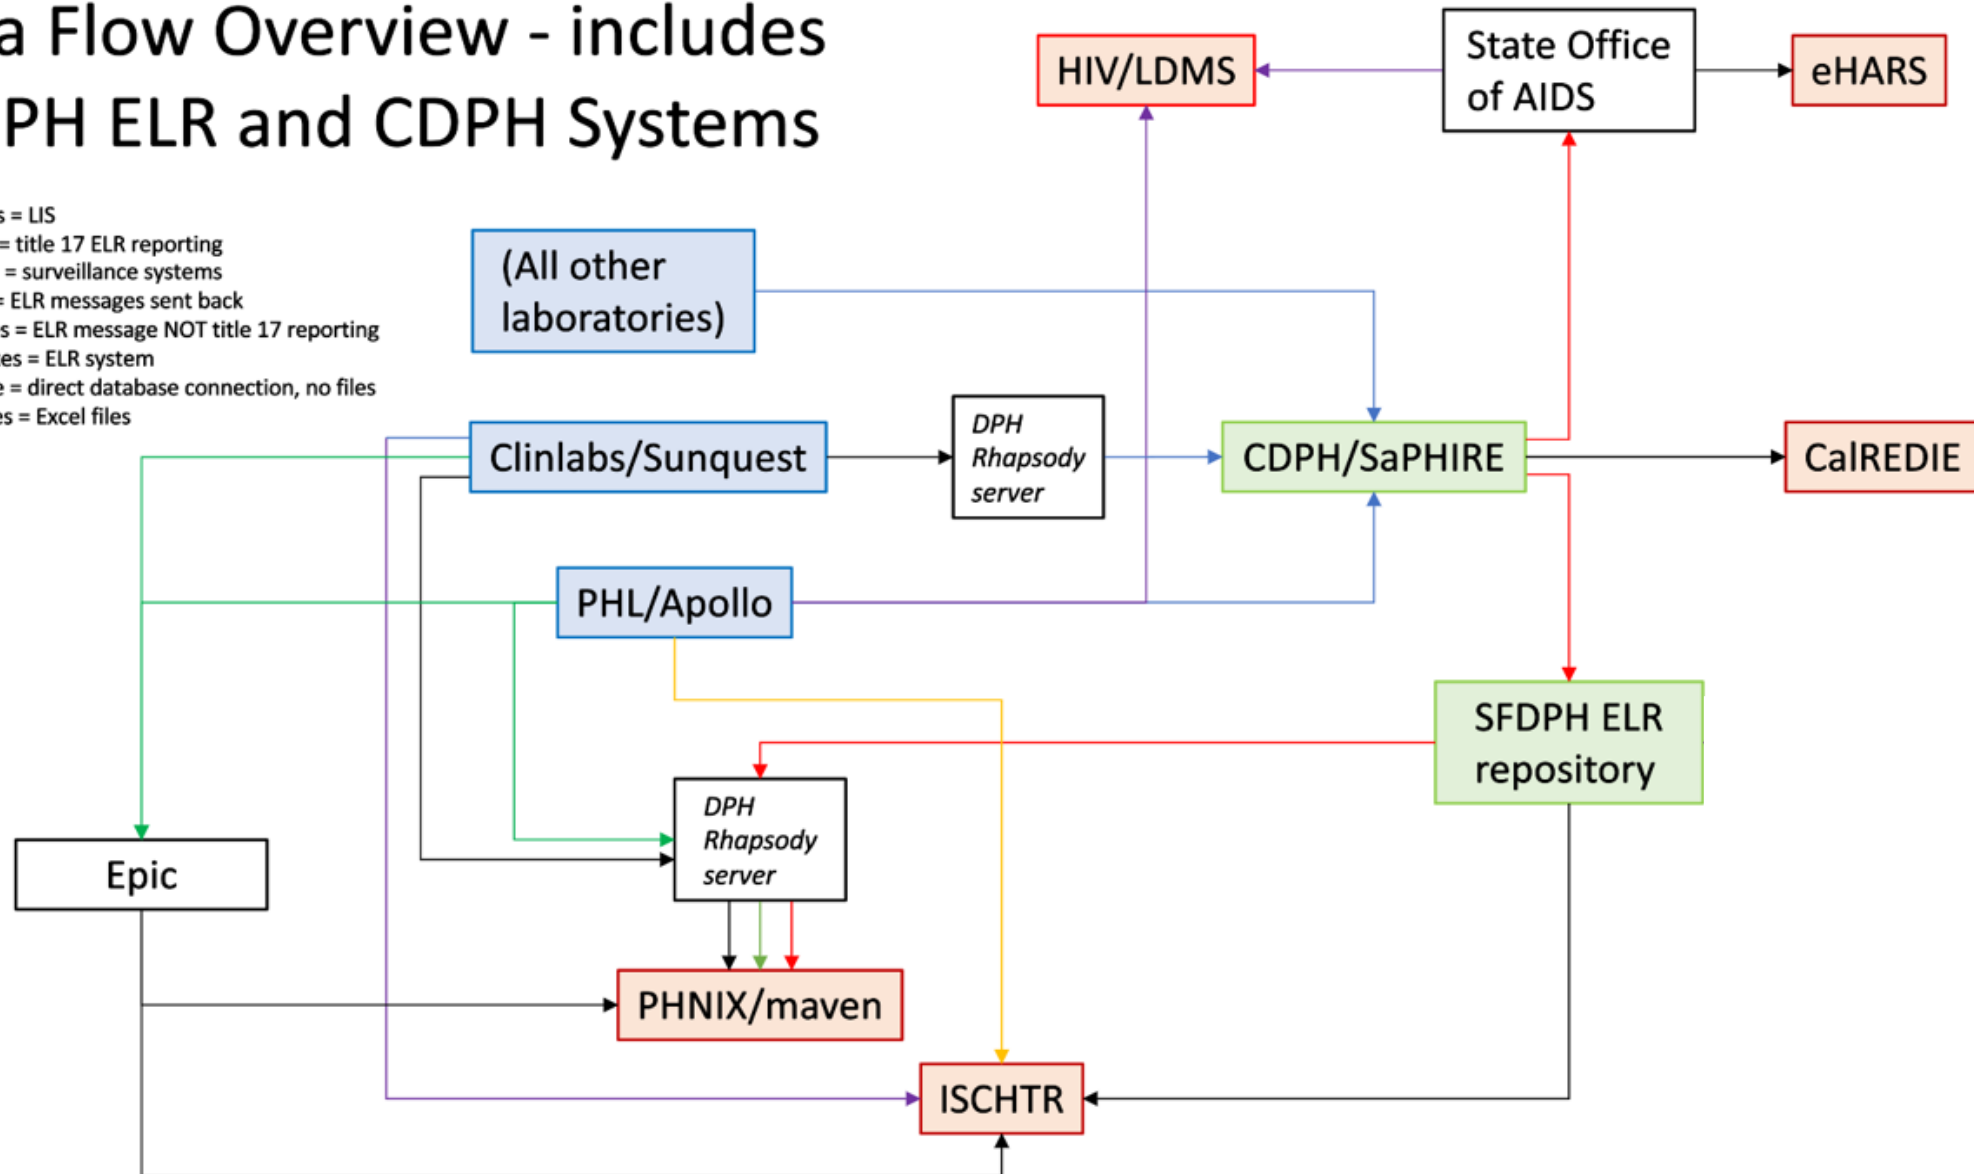 a Flow Overview - includes
PH ELR and CDPH Systems
s = LIS
= title 17 ELR reporting
= surveillance systems
= ELR messages sent back
s = ELR message NOT title 17 reporting
es = ELR system
e = direct database connection, no files
es = Excel files
HIV/LDMS
State Office
of AIDS
eHARS
(All other
laboratories)
Clinlabs/Sunquest
DPH
Rhapsody
server
CDPH/SaPHIRE
CalREDIE
PHL/Apollo
SFDPH ELR
repository
DPH
Rhapsody
server
Epic
PHNIX/maven
ISCHTR